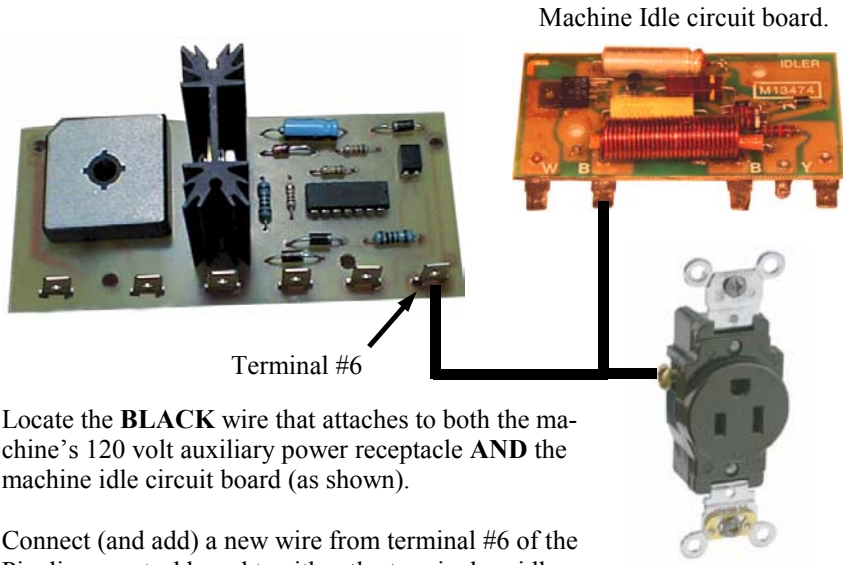 Machine Idle circuit board.
IDLER
M13474
W B B Y
Terminal #6
Locate the BLACK wire that attaches to both the ma-
chine's 120 volt auxiliary power receptacle AND the
machine idle circuit board (as shown).
Connect (and add) a new wire from terminal #6 of the